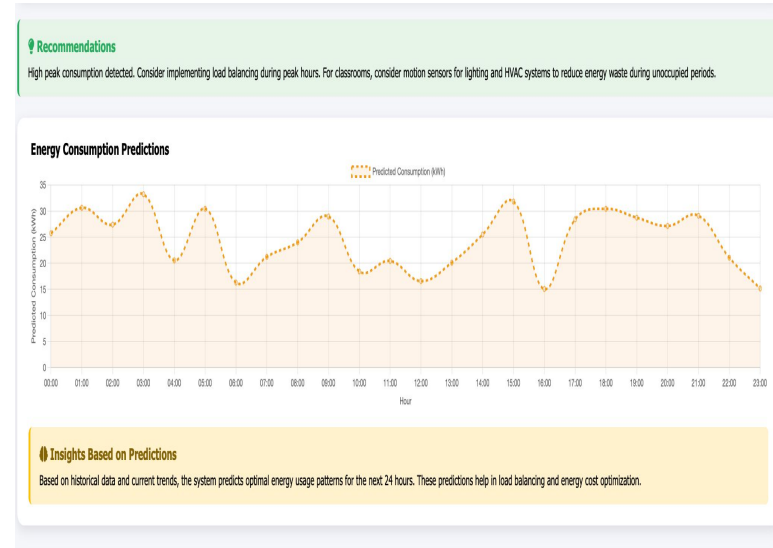 Recommendations
High peak consumption detected. Consider implementing load balancing during peak hours. For classrooms, consider motion sensors for lighting and HVAC systems to reduce energy waste during unoccupied periods.
Energy Consumption Predictions
Predicted Consumption (kWh)
Predicted Consumption (kWh)
35
30
25
20
15
10
5
0
00:00 01:00 02:00 03:00 04:00 05:00 06:00 07:00 08:00 09:00 10:00 11:00 12:00 13:00 14:00 15:00 16:00 17:00 18:00 19:00 20:00 21:00 22:00 23:00
Hour
Insights Based on Predictions
Based on historical data and current trends, the system predicts optimal energy usage patterns for the next 24 hours. These predictions help in load balancing and energy cost optimization.